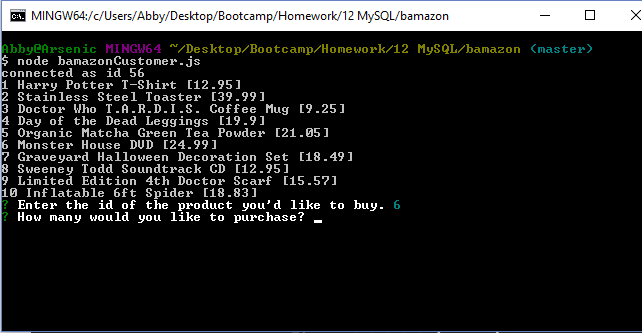 MINGW64:/c/Users/Abby/Desktop/Bootcamp/Homework/12 MySQL/bamazon
Abby@Arsenic MINGW64 ~/Desktop/Bootcamp/Homework/12 MySQL/bamazon (master)
$ node bamazonCustomer.js
connected as id 56
1 Harry Potter T-Shirt [12.95]
2 Stainless Steel Toaster [39.99]
3 Doctor Who T.A.R.D.I.S. Coffee Mug [9.25]
4 Day of the Dead Leggings [19.9]
5 Organic Matcha Green Tea Powder [21.05]
6 Monster House DVD [24.99]
7 Graveyard Halloween Decoration Set [18.49]
8 Sweeney Todd Soundtrack CD [12.95]
9 Limited Edition 4th Doctor Scarf [15.57]
10 Inflatable 6ft Spider [18.83]
? Enter the id of the product you'd like to buy. 6
? How many would you like to purchase?